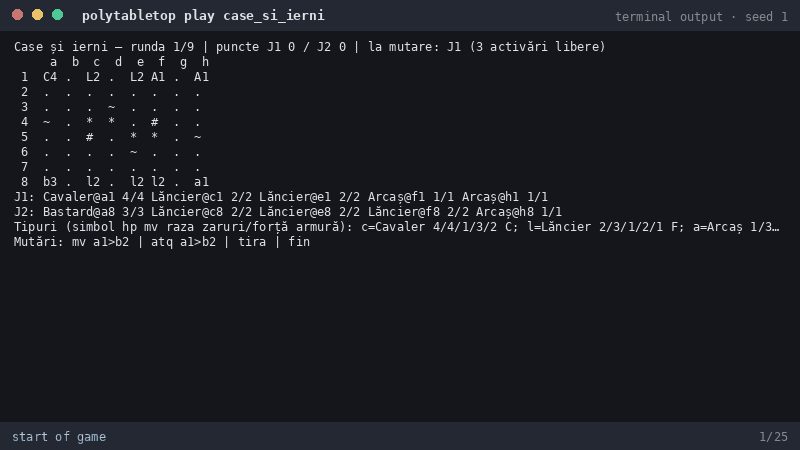 polytabletop play case_si_ierni
terminal output · seed 1
Case și ierni — runda 1/9 | puncte J1 0 / J2 0 | la mutare: J1 (3 activări libere)
a b c d e f g h
1 C4 . L2 . L2 A1 . A1
2 . . . . . . . .
3 . . . ~ . . . .
4 ~ . * * . # . .
5 . . # . * * . ~
6 . . . . ~ . . .
7 . . . . . . . .
8 b3 . l2 . l2 l2 . a1
J1: Cavaler@a1 4/4 Lăncier@c1 2/2 Lăncier@e1 2/2 Arcaș@f1 1/1 Arcaș@h1 1/1
J2: Bastard@a8 3/3 Lăncier@c8 2/2 Lăncier@e8 2/2 Lăncier@f8 2/2 Arcaș@h8 1/1
Tipuri (simbol hp mv raza zaruri/forță armură): c=Cavaler 4/4/1/3/2 C; l=Lăncier 2/3/1/2/1 F; a=Arcaș 1/3…
Mutări: mv a1>b2 | atq a1>b2 | tira | fin
start of game
1/25